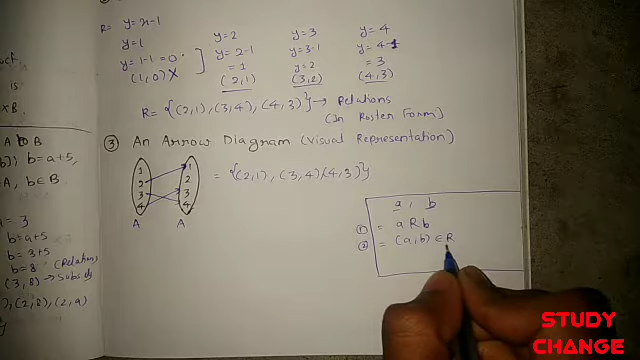 R= y=x-1
y=1
y=1-1=0
(1,0)X
y=2
y=2-1
=1
(2,1)
y=3
y=3-1
y=2
(3,2)
y=4
y=4-1
=3
(4,3)
R={(2,1),(3,4),(4,3)}→ Relations
(In Roster Form)
③ An Arrow Diagram (visual Representation)
1 2 3 4
A
1 2 3 4
A
= {(2,1),(3,4)(4,3)}
a, b
① = a R b
② = (a,b) ∈ R
is
×B
b=a+5,
A, b∈B
a=3
b=a+5
b=3+5
b=8
(3,8)→
,(2,8),(2,9)
STUDY
CHANGE